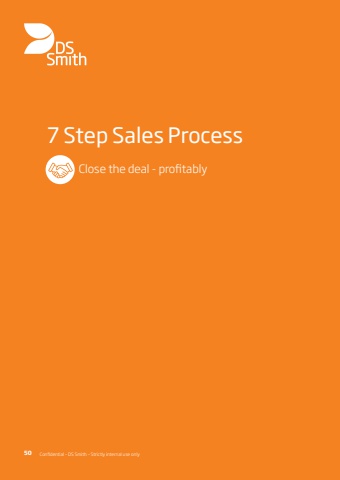 DS
Smith
7 Step Sales Process
Close the deal - profitably
50 Confidential - DS Smith - Strictly internal use only